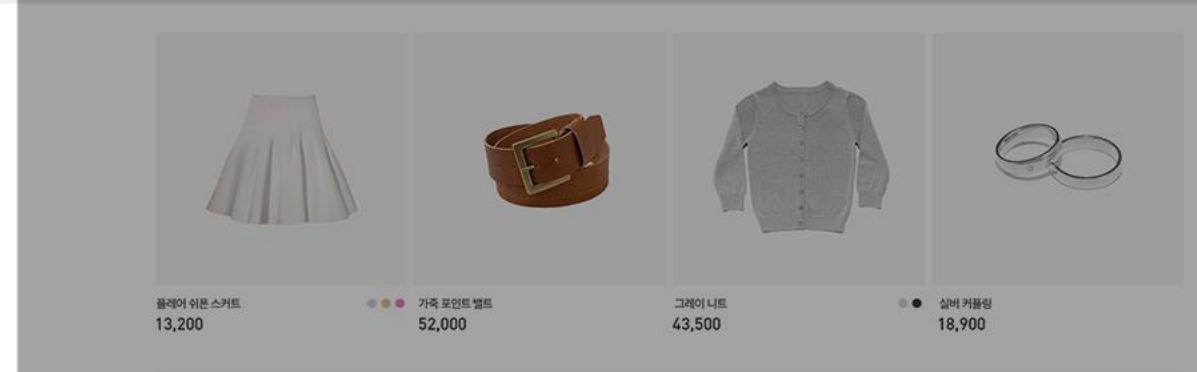 플레어 쉬폰 스커트
13,200
가죽 포인트 밸트
52,000
그레이 니트
43,500
실버 커플링
18,900